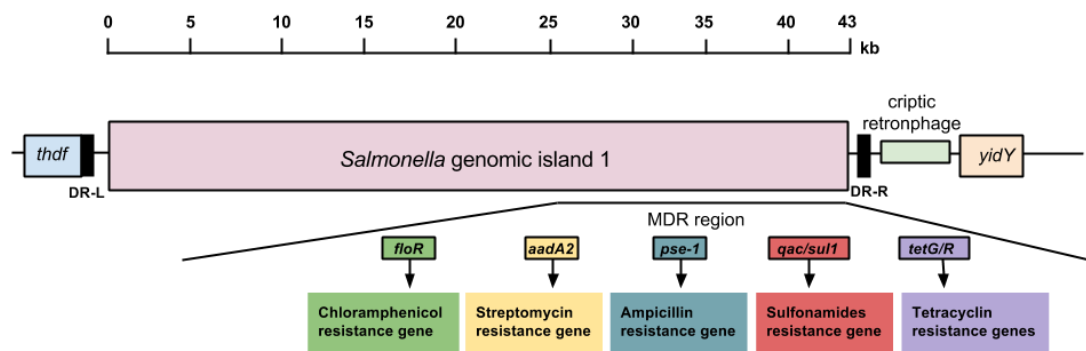 0 5 10 15 20 25 30 35 40 43
kb
criptic
retronphage
thdf
Salmonella genomic island 1
yidY
DR-L
DR-R
MDR region
floR aadA2 pse-1 qac/sul1 tetG/R
Chloramphenicol
resistance gene
Streptomycin
resistance gene
Ampicillin
resistance gene
Sulfonamides
resistance gene
Tetracyclin
resistance genes